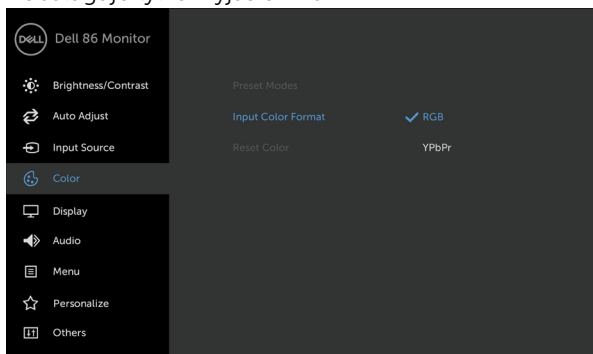 DELL
Dell 86 Monitor
Brightness/Contrast
Preset Modes
Auto Adjust
Input Color Format
RGB
Input Source
Reset Color
YPbPr
Color
Display
Audio
Menu
Personalize
Others